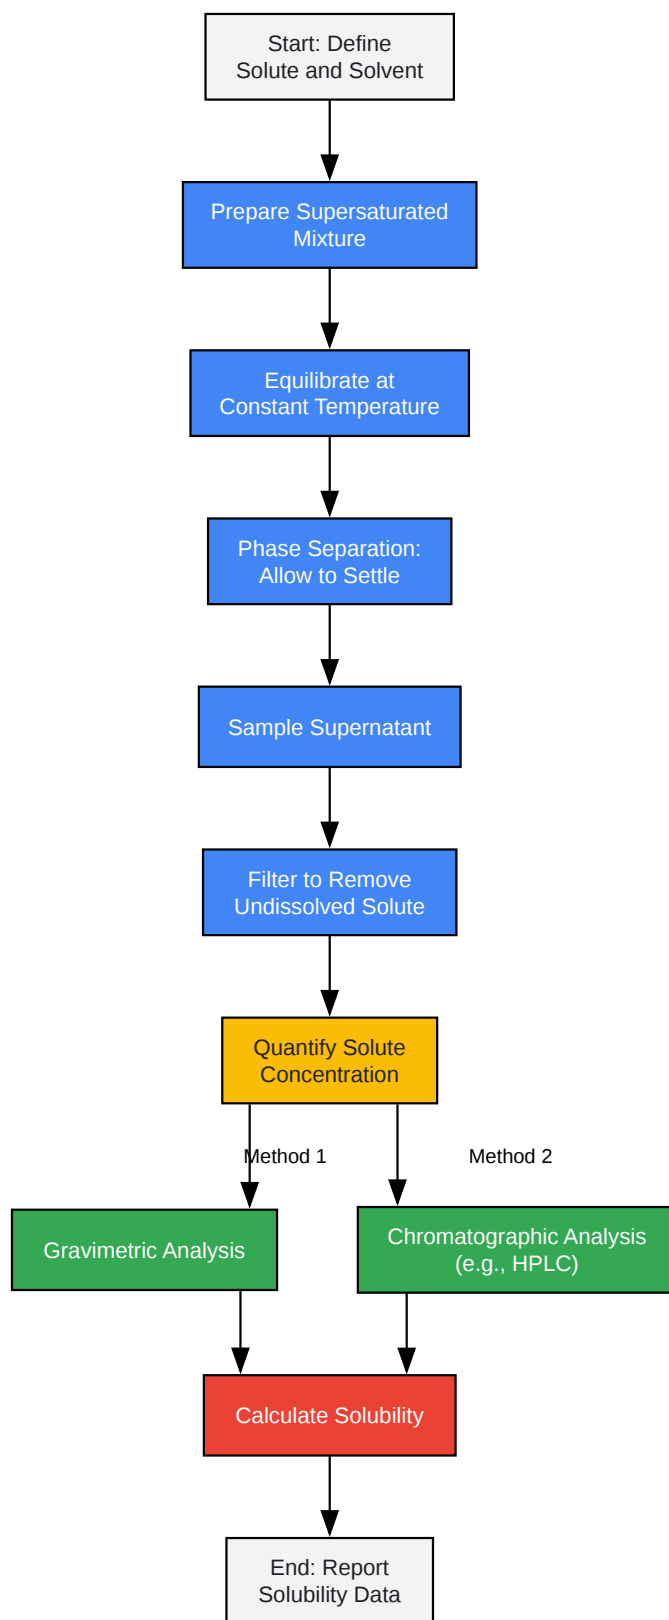 Start: Define
Solute and Solvent
Prepare Supersaturated
Mixture
Equilibrate at
Constant Temperature
Phase Separation:
Allow to Settle
Sample Supernatant
Filter to Remove
Undissolved Solute
Quantify Solute
Concentration
Method 1
Method 2
Gravimetric Analysis
Chromatographic Analysis
(e.g., HPLC)
Calculate Solubility
End: Report
Solubility Data